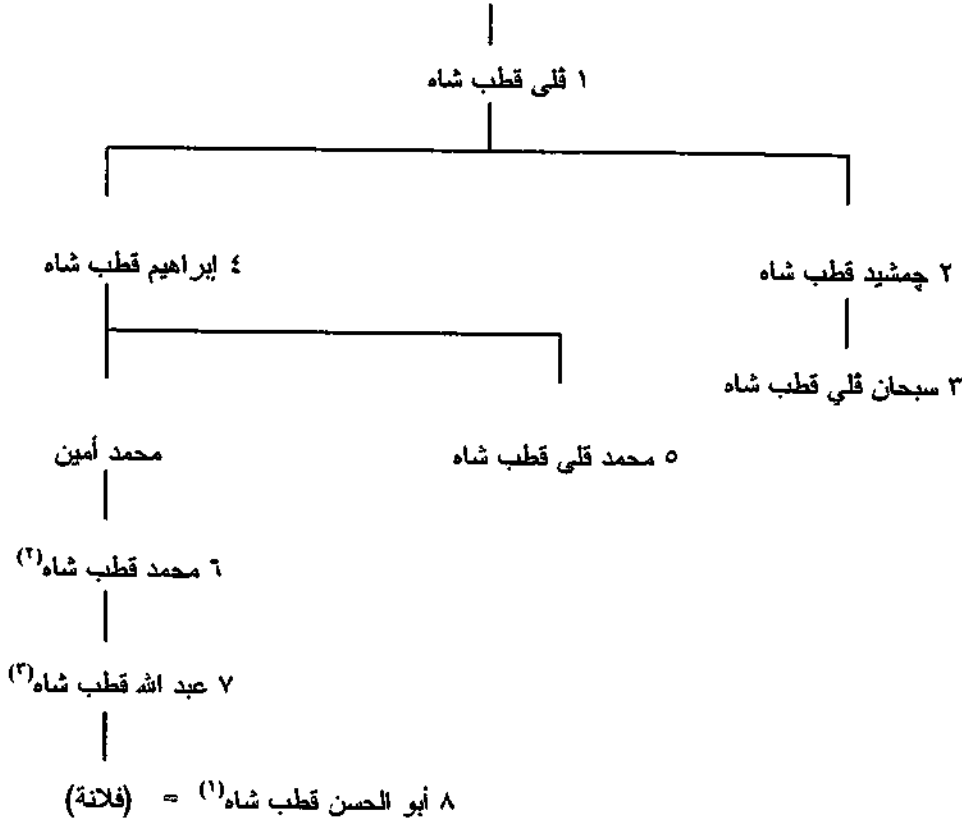 ١ قلى قطب شاه
٢ چمشيد قطب شاه
٤ إبراهيم قطب شاه
٣ سبحان قلي قطب شاه
٥ محمد قلي قطب شاه
محمد أمين
٦ محمد قطب شاه(٢)
٧ عبد الله قطب شاه(٣)
٨ أبو الحسن قطب شاه(١) = (فلانة)